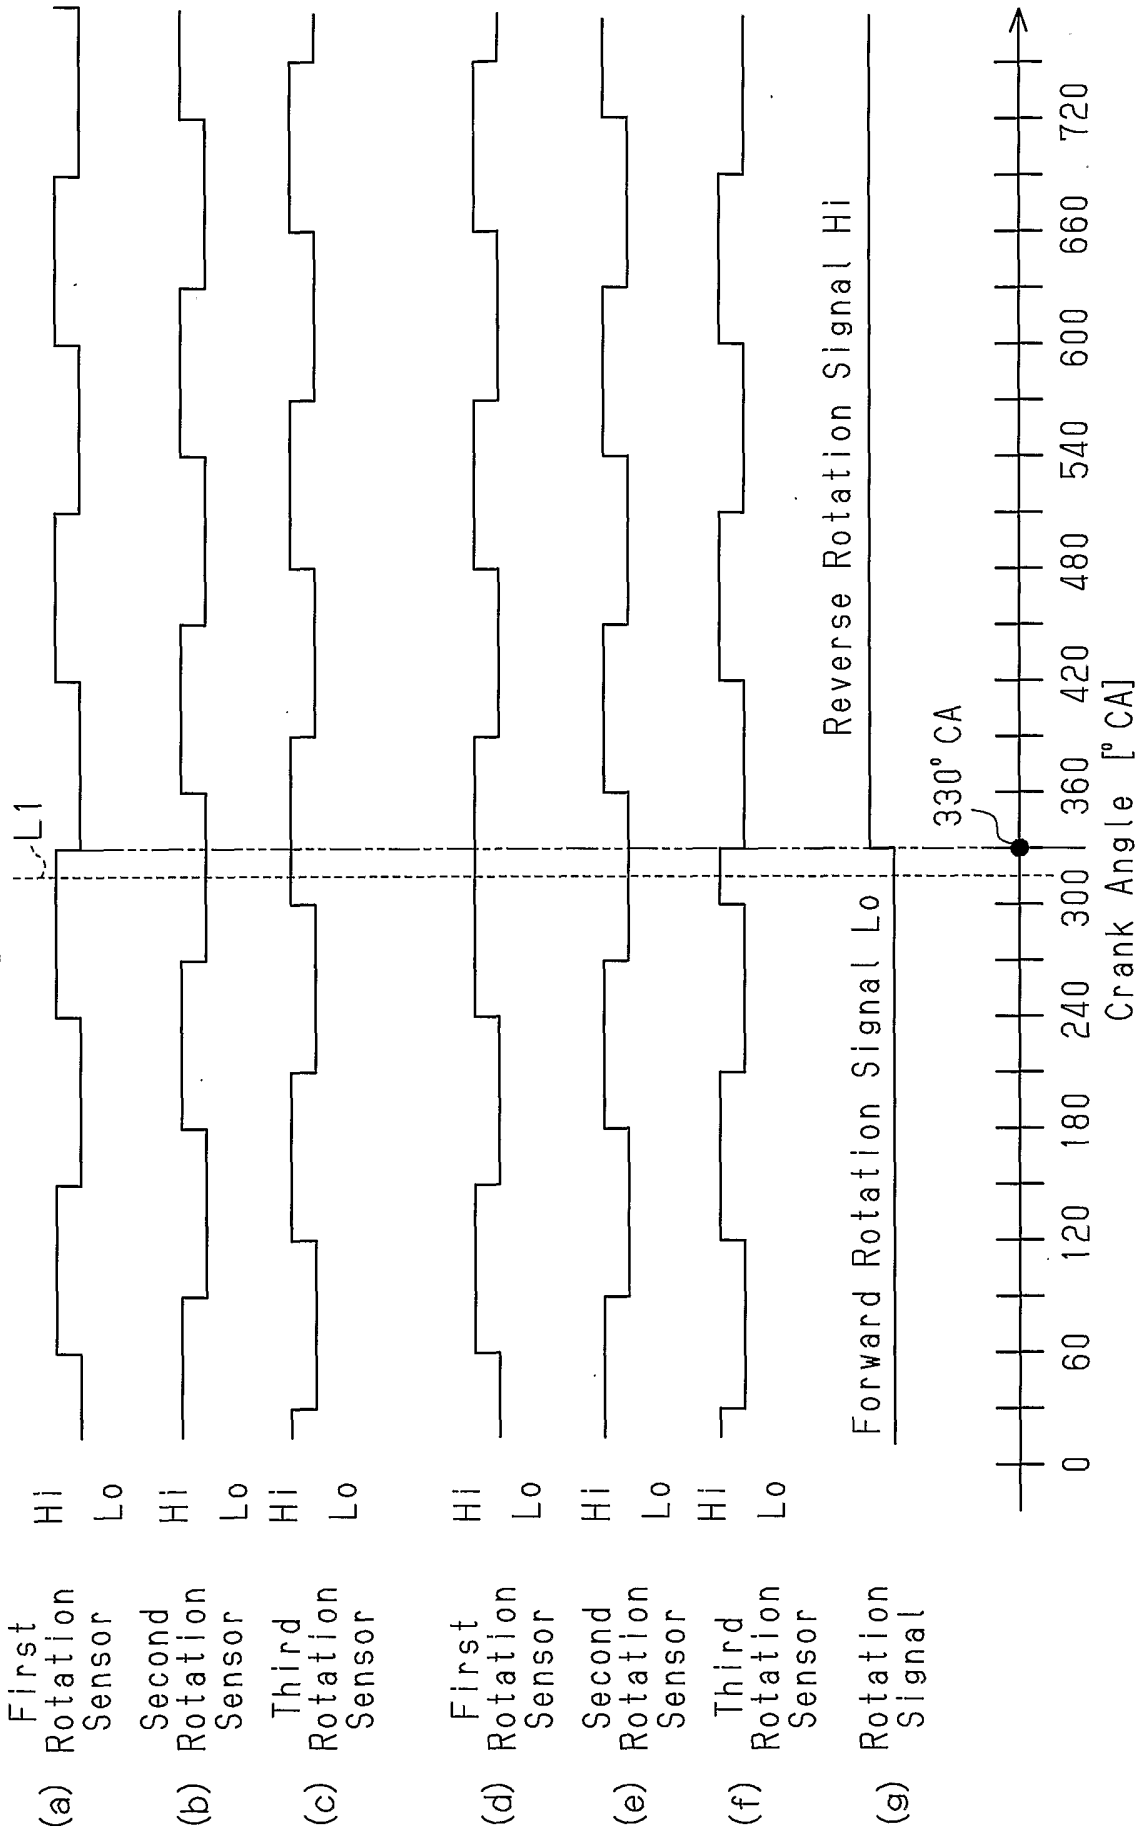 L1
(a) First
Rotation
Sensor
Hi
Lo
(b) Second
Rotation
Sensor
Hi
Lo
(c) Third
Rotation
Sensor
Hi
Lo
(d) First
Rotation
Sensor
Hi
Lo
(e) Second
Rotation
Sensor
Hi
Lo
(f) Third
Rotation
Sensor
Hi
Lo
(g) Rotation
Signal
Forward Rotation Signal Lo
Reverse Rotation Signal Hi
330° CA
0 60 120 180 240 300 360 420 480 540 600 660 720
Crank Angle [° CA]